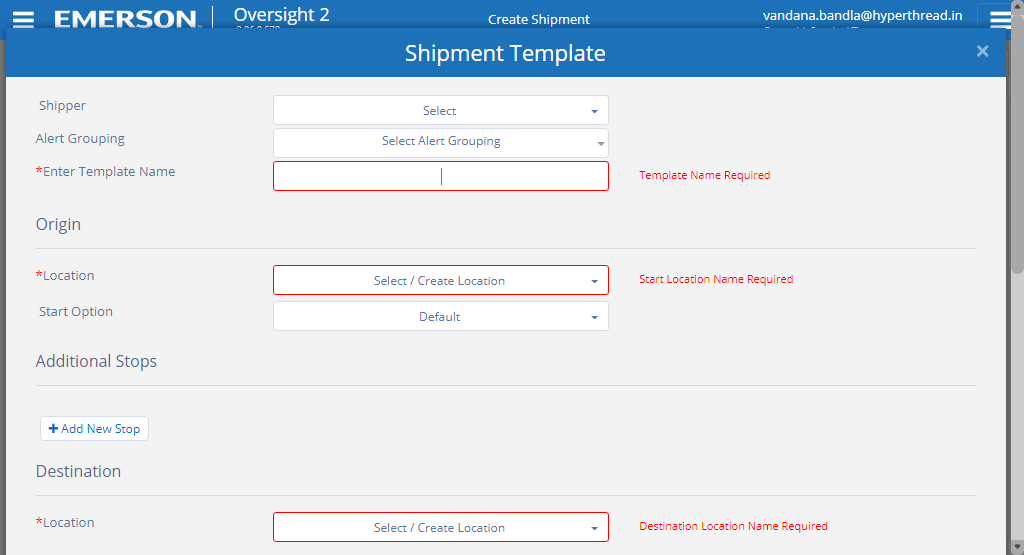 EMERSON
Oversight 2
Create Shipment
vandana.bandla@hyperthread.in
Shipment Template
×
Shipper
Select
Alert Grouping
Select Alert Grouping
*Enter Template Name
Template Name Required
Origin
*Location
Select / Create Location
Start Location Name Required
Start Option
Default
Additional Stops
+ Add New Stop
Destination
*Location
Select / Create Location
Destination Location Name Required